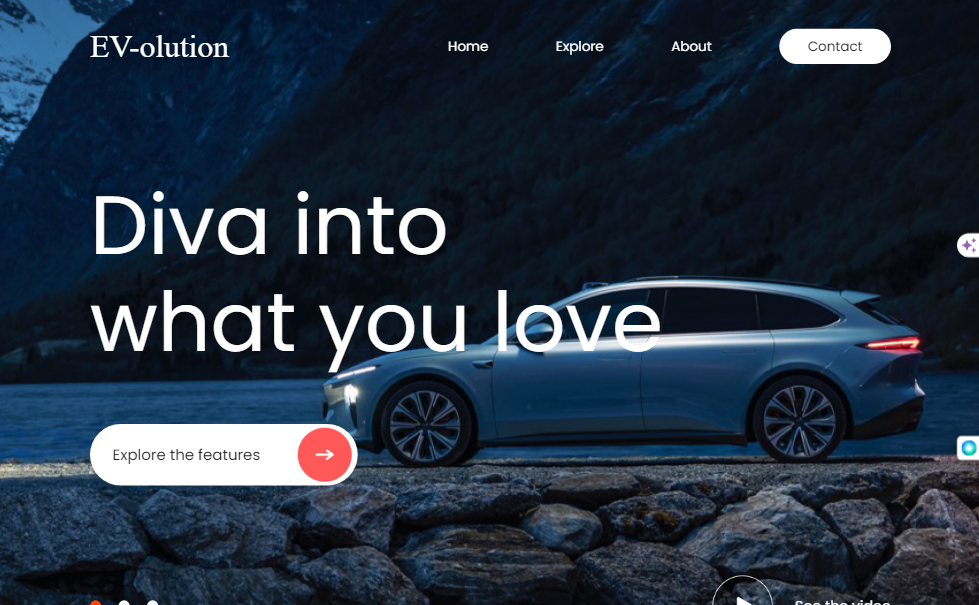 EV-olution
Home
Explore
About
Contact
Diva into
what you love
Explore the features
See the video